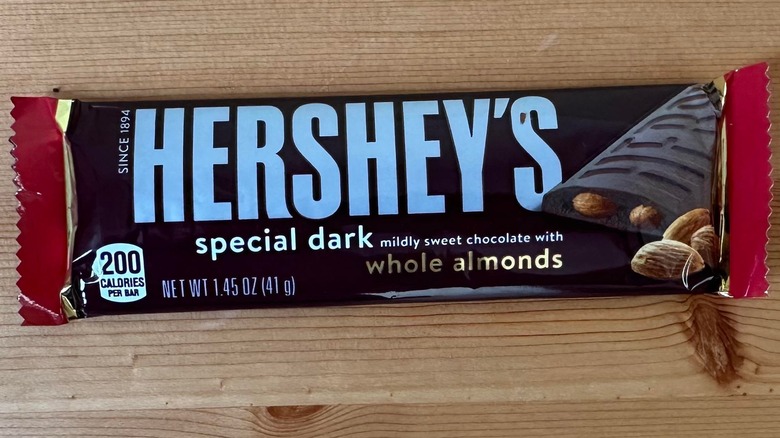 SINCE 1894
HERSHEY'S
special dark mildly sweet chocolate with
whole almonds
200
CALORIES
PER BAR
NET WT 1.45 OZ (41 g)